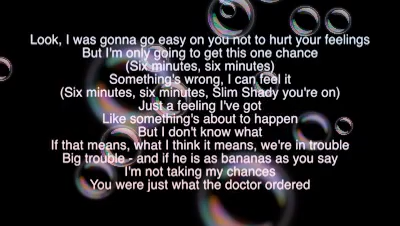 Look, I was gonna go easy on you not to hurt your feelings
But I'm only going to get this one chance
(Six minutes, six minutes)
Something's wrong, I can feel it
(Six minutes, six minutes, Slim Shady you're on)
Just a feeling I've got
Like something's about to happen
But I don't know what
If that means, what I think it means, we're in trouble
Big trouble - and if he is as bananas as you say
I'm not taking my chances
You were just what the doctor ordered